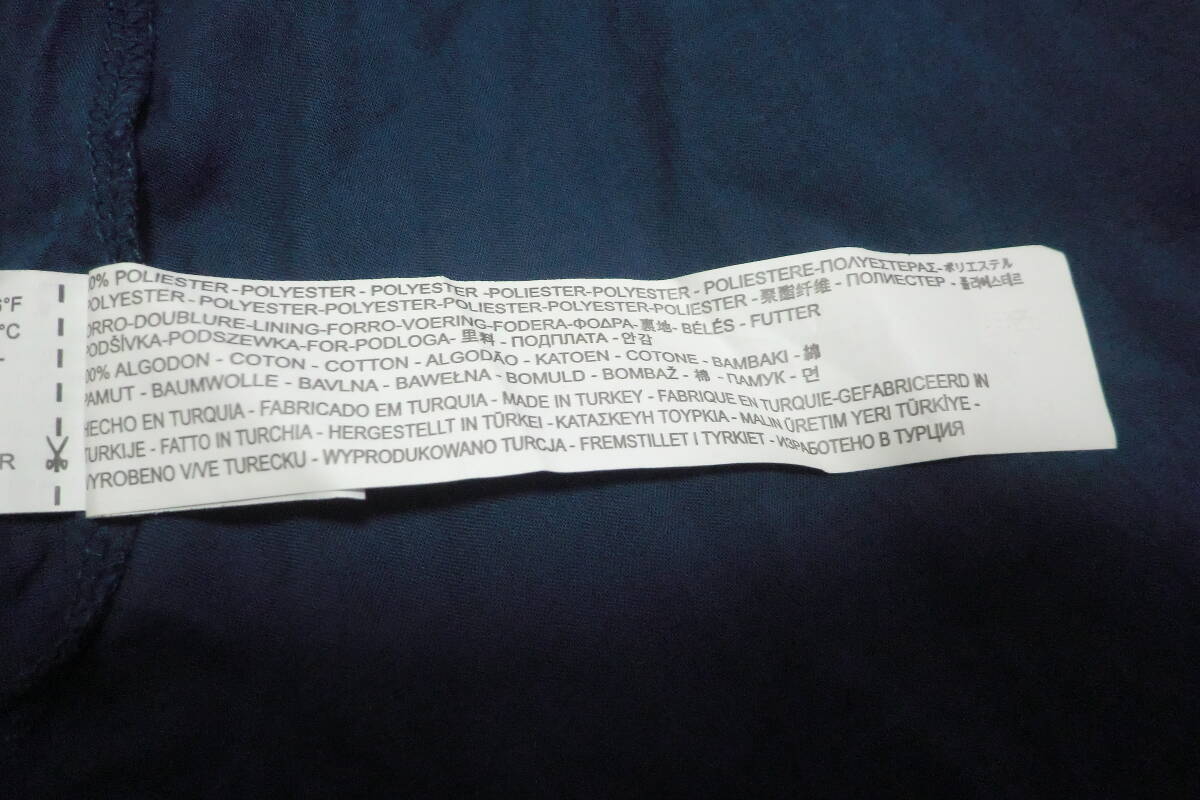 0% POLIESTER-POLYESTER - POLYESTER -POLIESTER-POLYESTER - POLIESTERE-ΠΟΛΥΕΣΤΕΡΑΣ-ポリエステル
POLYESTER - POLYESTER-POLYESTER-POLIESTER-POLYESTER-POLIESTER - 聚酯纤维 - ПОЛИЕСТЕР - 폴리에스테르
ORRO-DOUBLURE-LINING-FORRO-VOERING-FODERA-ΦΟΔΡΑ-裏地- BÉLÉS - FUTTER
PODŠÍVKA-PODSZEWKA-FOR-PODLOGA- 里料 - ПОДПЛАТА - 안감
00% ALGODON - COTON - COTTON - ALGODÃO - KATOEN - COTONE - BAMBAKI - 綿
PAMUT - BAUMWOLLE - BAVLNA - BAWEŁNA - BOMULD - BOMBAŽ - 棉 - ПАМУК - 면
HECHO EN TURQUIA - FABRICADO EM TURQUIA - MADE IN TURKEY - FABRIQUE EN TURQUIE-GEFABRICEERD IN
TURKIJE - FATTO IN TURCHIA - HERGESTELLT IN TÜRKEI - ΚΑΤΑΣΚΕΥΗ ΤΟΥΡΚΙΑ - MALIN ÜRETIM YERI TÜRKİYE -
VYROBENO V/VE TURECKU - WYPRODUKOWANO TURCJA - FREMSTILLET I TYRKIET - ИЗРАБОТЕНО В ТУРЦИЯ
°F
°C
R